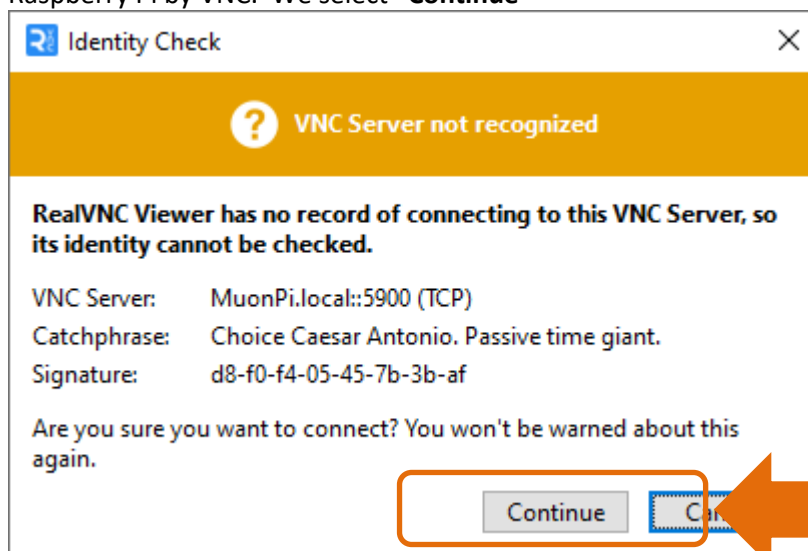 Raspberry Pi by VNC. We select "Continue"
Identity Check
VNC Server not recognized
RealVNC Viewer has no record of connecting to this VNC Server, so
its identity cannot be checked.
VNC Server: MuonPi.local::5900 (TCP)
Catchphrase: Choice Caesar Antonio. Passive time giant.
Signature: d8-f0-f4-05-45-7b-3b-af
Are you sure you want to connect? You won't be warned about this
again.
Continue